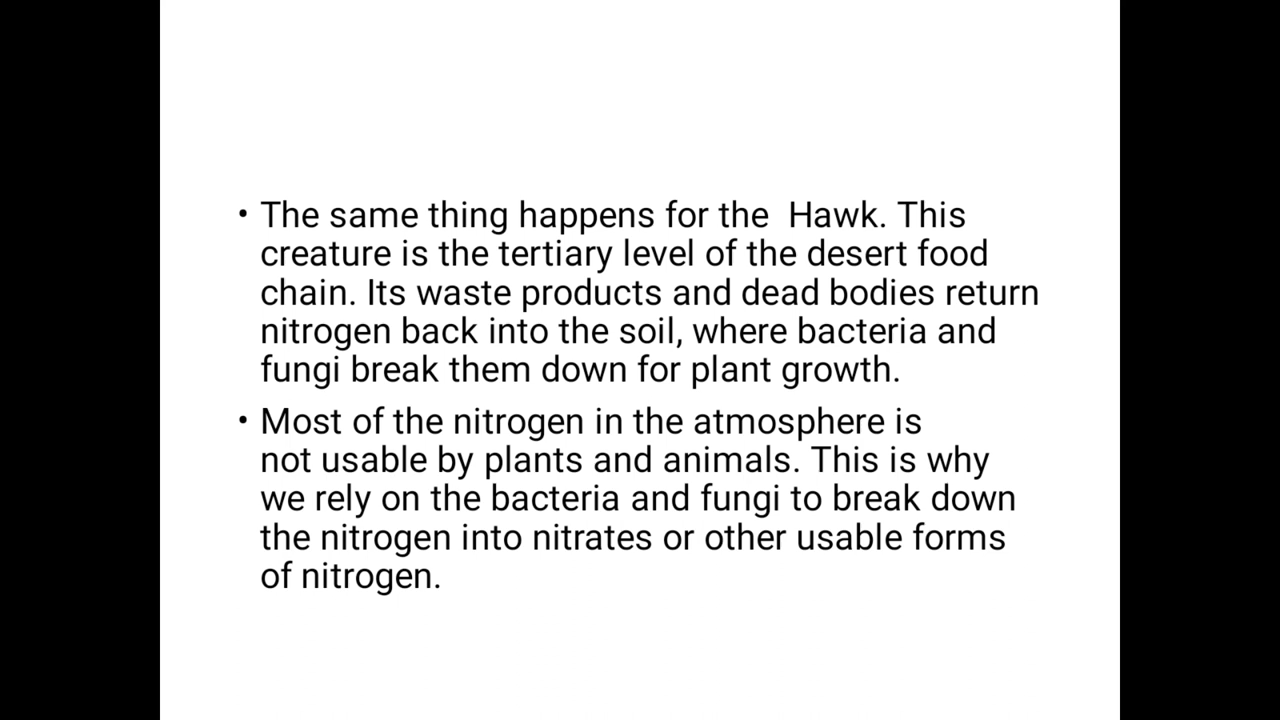 • The same thing happens for the  Hawk. This
creature is the tertiary level of the desert food
chain. Its waste products and dead bodies return
nitrogen back into the soil, where bacteria and
fungi break them down for plant growth.
• Most of the nitrogen in the atmosphere is
not usable by plants and animals. This is why
we rely on the bacteria and fungi to break down
the nitrogen into nitrates or other usable forms
of nitrogen.